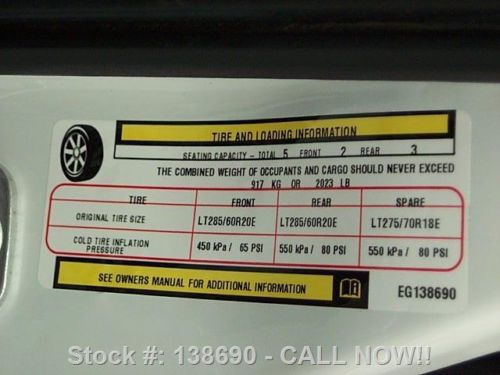 TIRE AND LOADING INFORMATION
SEATING CAPACITY - TOTAL 5 FRONT 2 REAR 3
THE COMBINED WEIGHT OF OCCUPANTS AND CARGO SHOULD NEVER EXCEED
917 KG OR 2023 LB
TIRE FRONT REAR SPARE
ORIGINAL TIRE SIZE LT285/60R20E LT285/60R20E LT275/70R18E
COLD TIRE INFLATION PRESSURE 450 kPa/ 65 PSI 550 kPa/ 80 PSI 550 kPa/ 80 PSI
SEE OWNERS MANUAL FOR ADDITIONAL INFORMATION
EG138690
Stock #: 138690 - CALL NOW!!